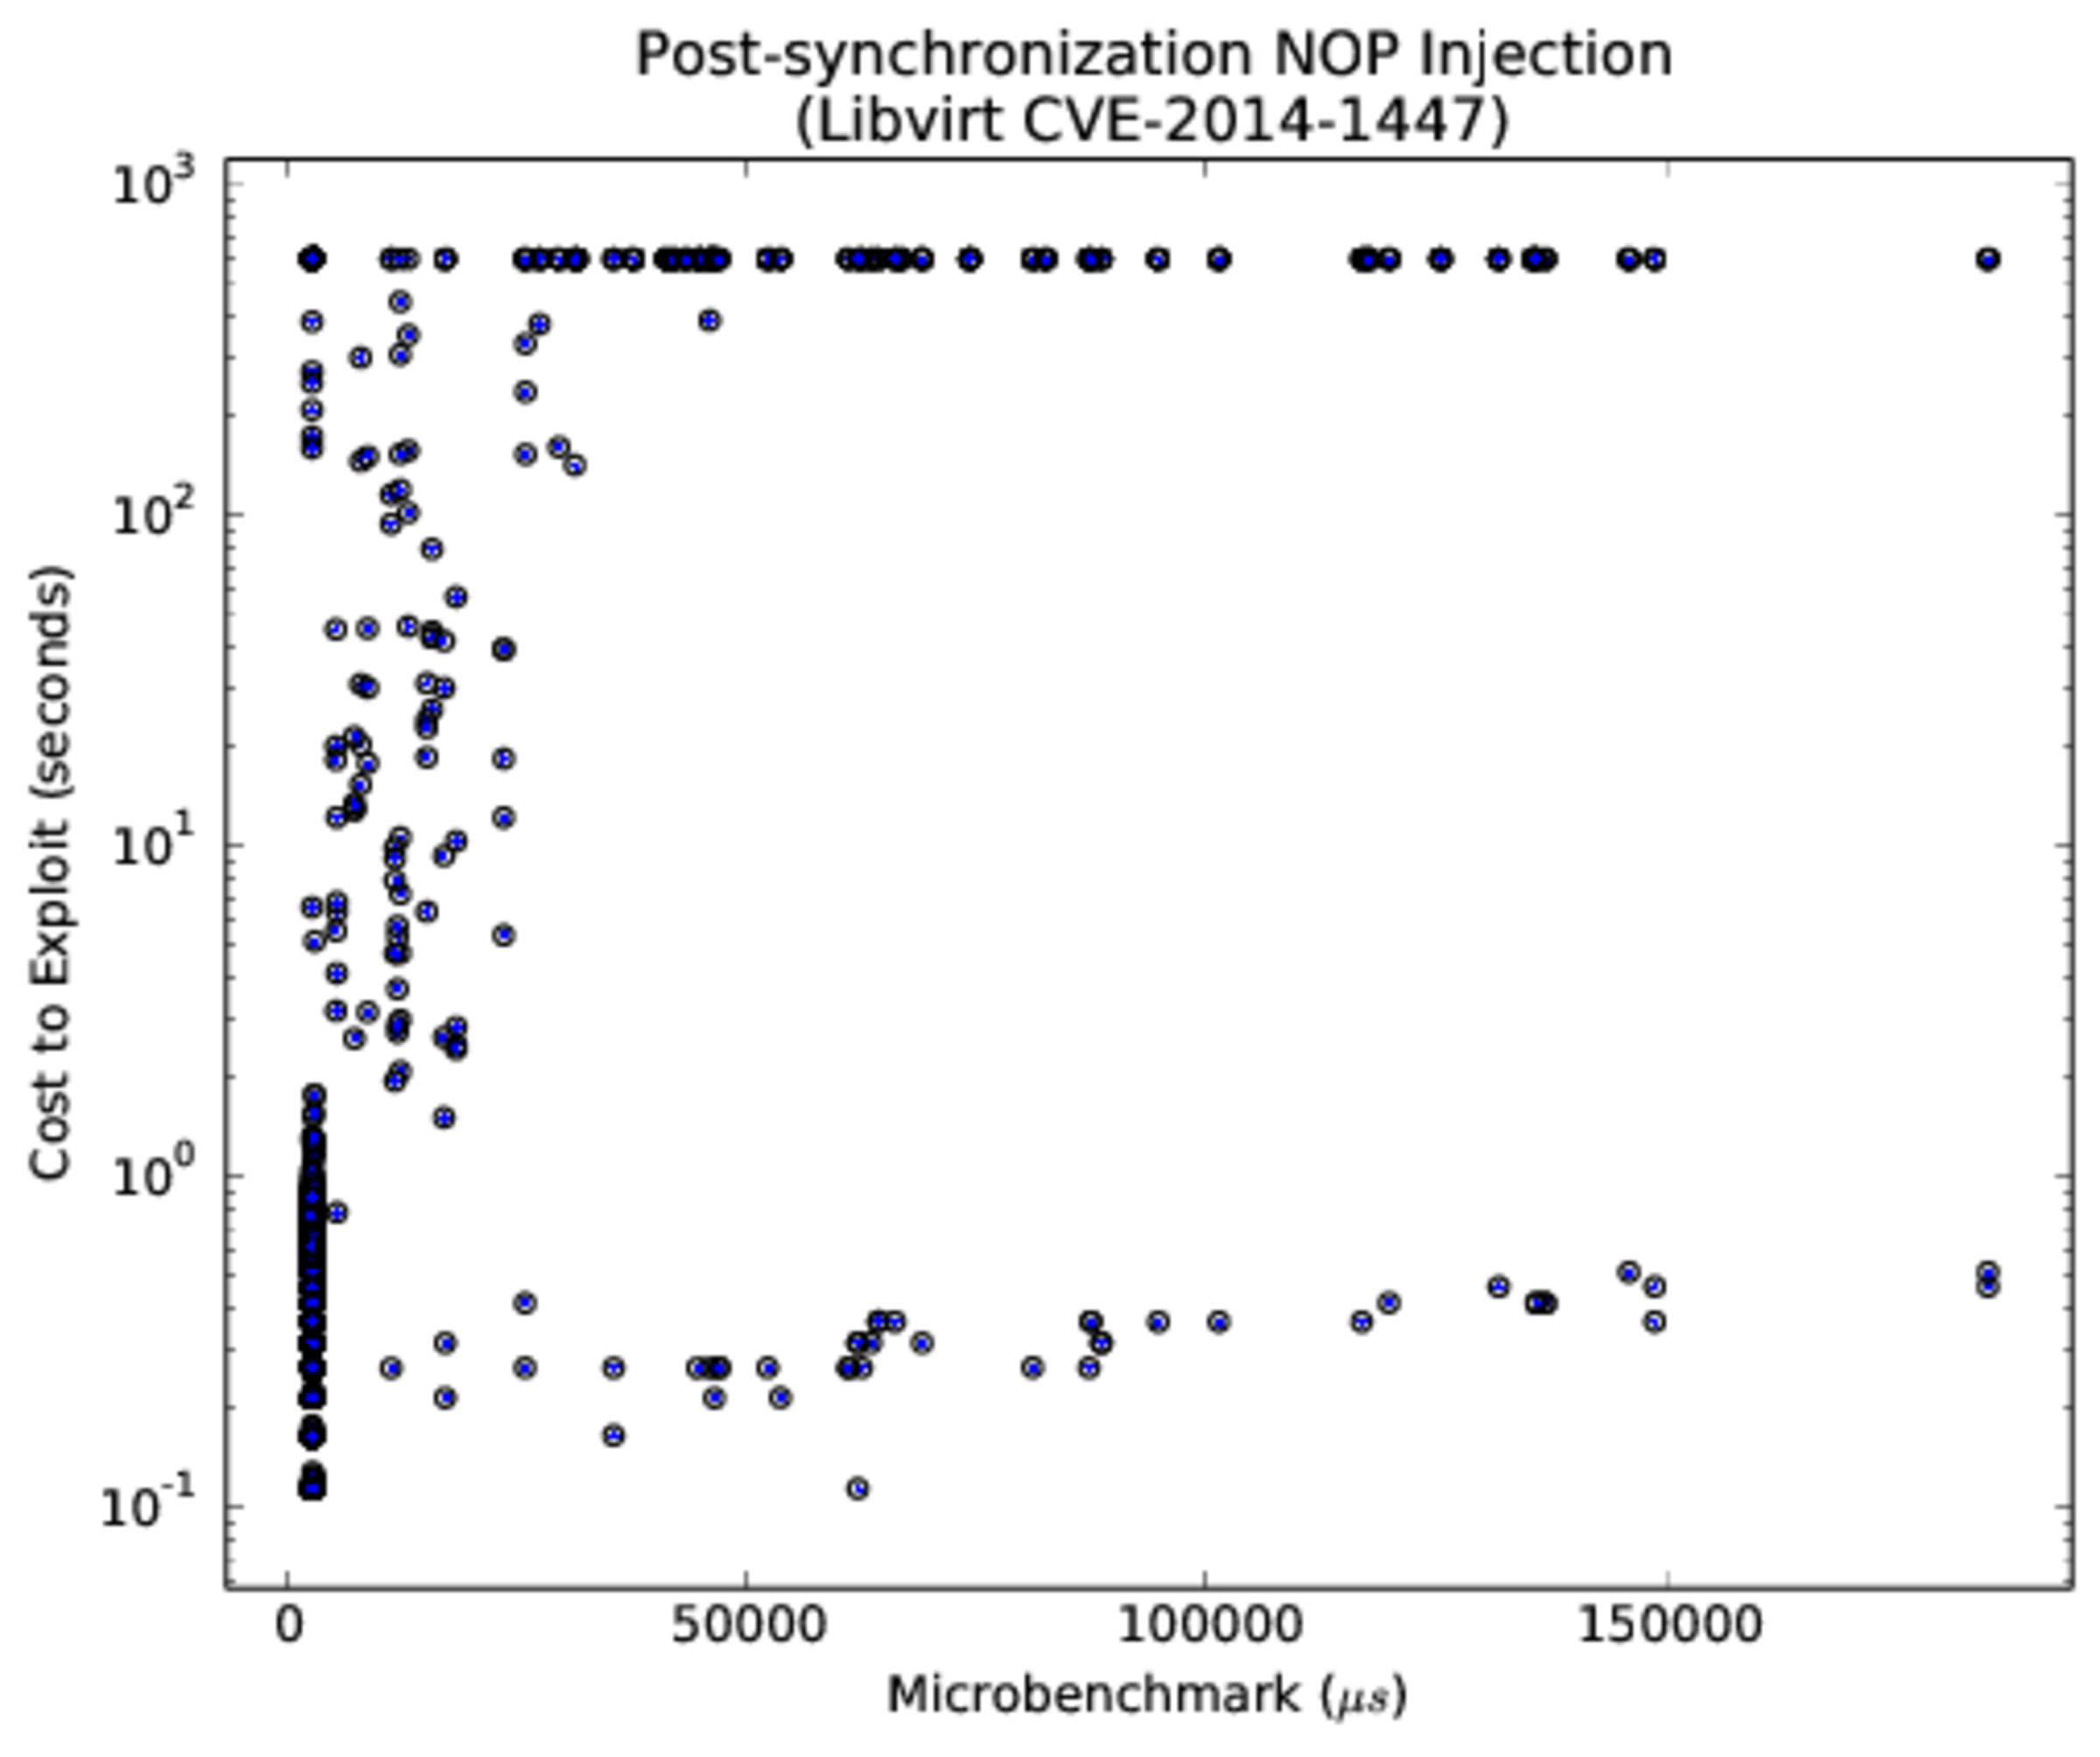 Post-synchronization NOP Injection
(Libvirt CVE-2014-1447)
10³
10²
10¹
10⁰
10⁻¹
Cost to Exploit (seconds)
0 50000 100000 150000
Microbenchmark (μs)